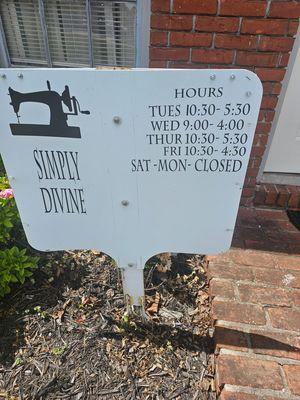 SIMPLY
DIVINE
HOURS
TUES 10:30- 5:30
WED 9:00- 4:00
THUR 10:30- 5:30
FRI 10:30- 4:30
SAT -MON- CLOSED